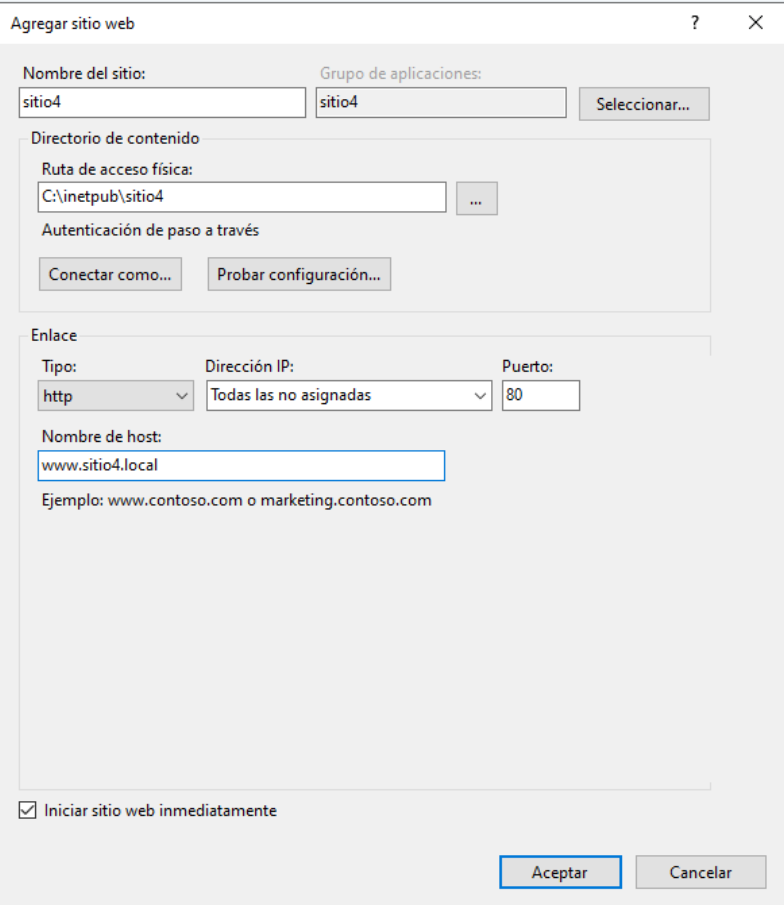 Agregar sitio web
? ×
Nombre del sitio: Grupo de aplicaciones:
sitio4 sitio4 Seleccionar...
Directorio de contenido
Ruta de acceso física:
C:\inetpub\sitio4 ...
Autenticación de paso a través
Conectar como... Probar configuración...
Enlace
Tipo: Dirección IP: Puerto:
http Todas las no asignadas 80
Nombre de host:
www.sitio4.local
Ejemplo: www.contoso.com o marketing.contoso.com
Iniciar sitio web inmediatamente
Aceptar Cancelar